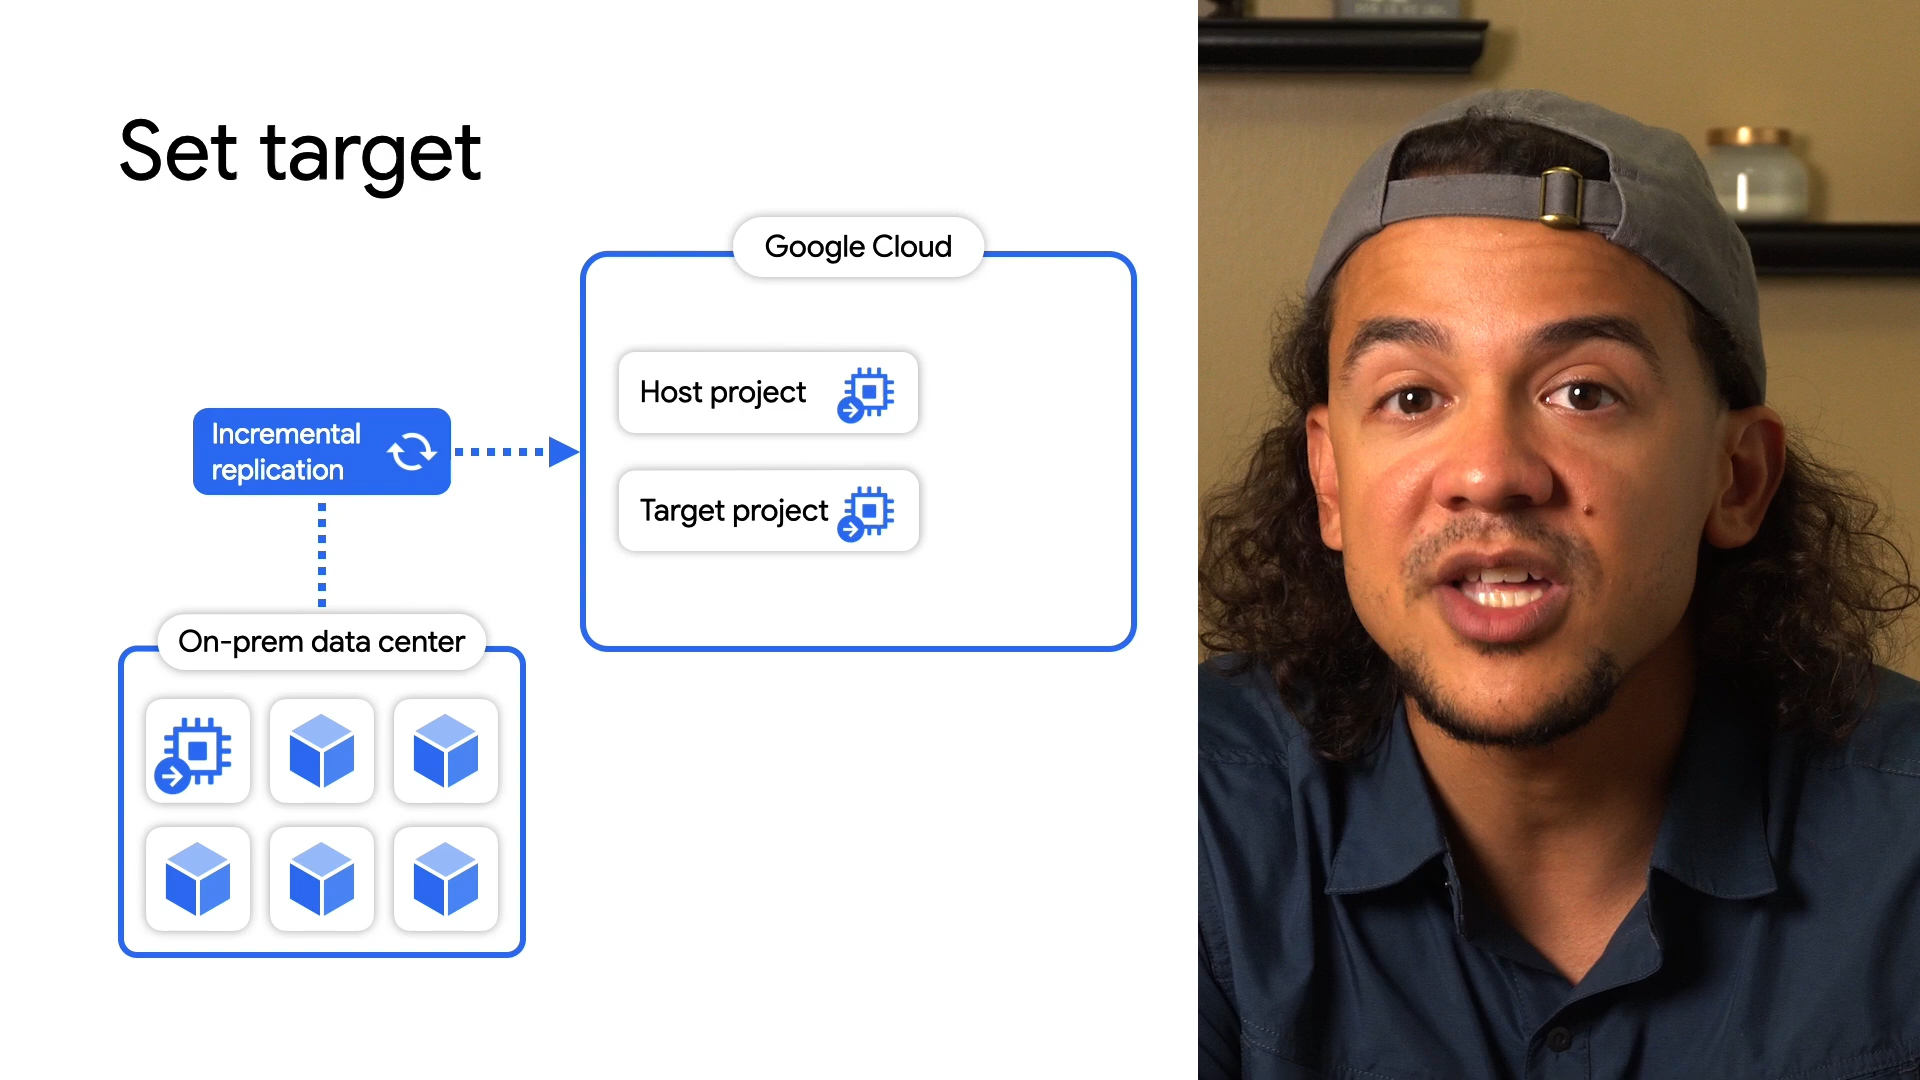 Set target
Google Cloud
Host project
Incremental
replication
Target project
On-prem data center